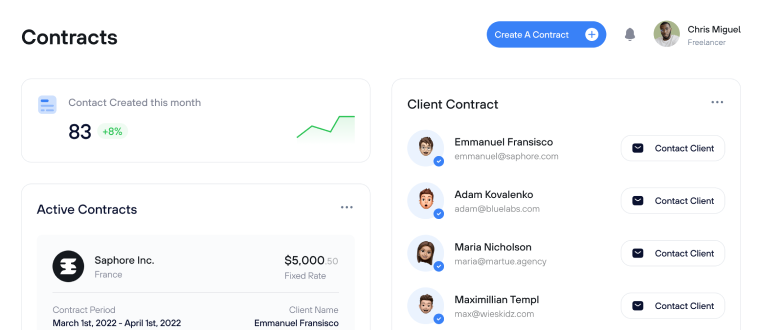 Contracts
Create A Contract
Chris Miguel
Freelancer
Contact Created this month
83 +8%
Active Contracts
Saphore Inc.
France
$5,000.50
Fixed Rate
Contract Period
March 1st, 2022 - April 1st, 2022
Client Name
Emmanuel Fransisco
Client Contract
Emmanuel Fransisco
emmanuel@saphore.com
Contact Client
Adam Kovalenko
adam@bluelabs.com
Contact Client
Maria Nicholson
maria@martue.agency
Contact Client
Maximillian Templ
max@wieskidz.com
Contact Client